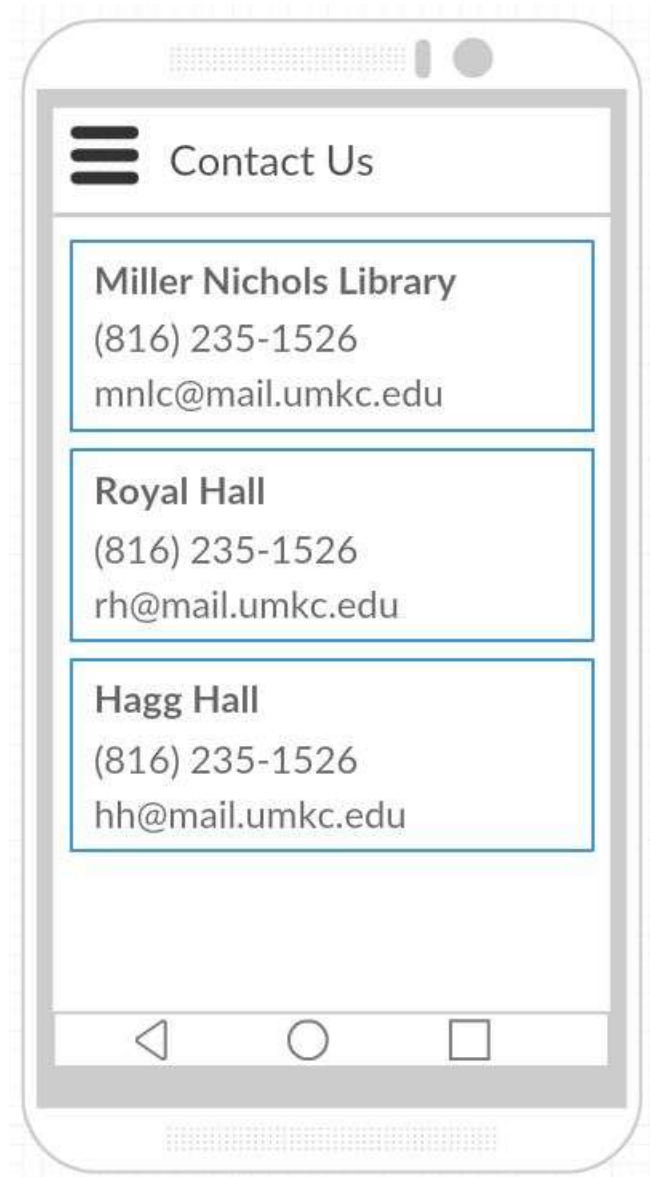 Contact Us
Miller Nichols Library
(816) 235-1526
mnlc@mail.umkc.edu
Royal Hall
(816) 235-1526
rh@mail.umkc.edu
Hagg Hall
(816) 235-1526
hh@mail.umkc.edu